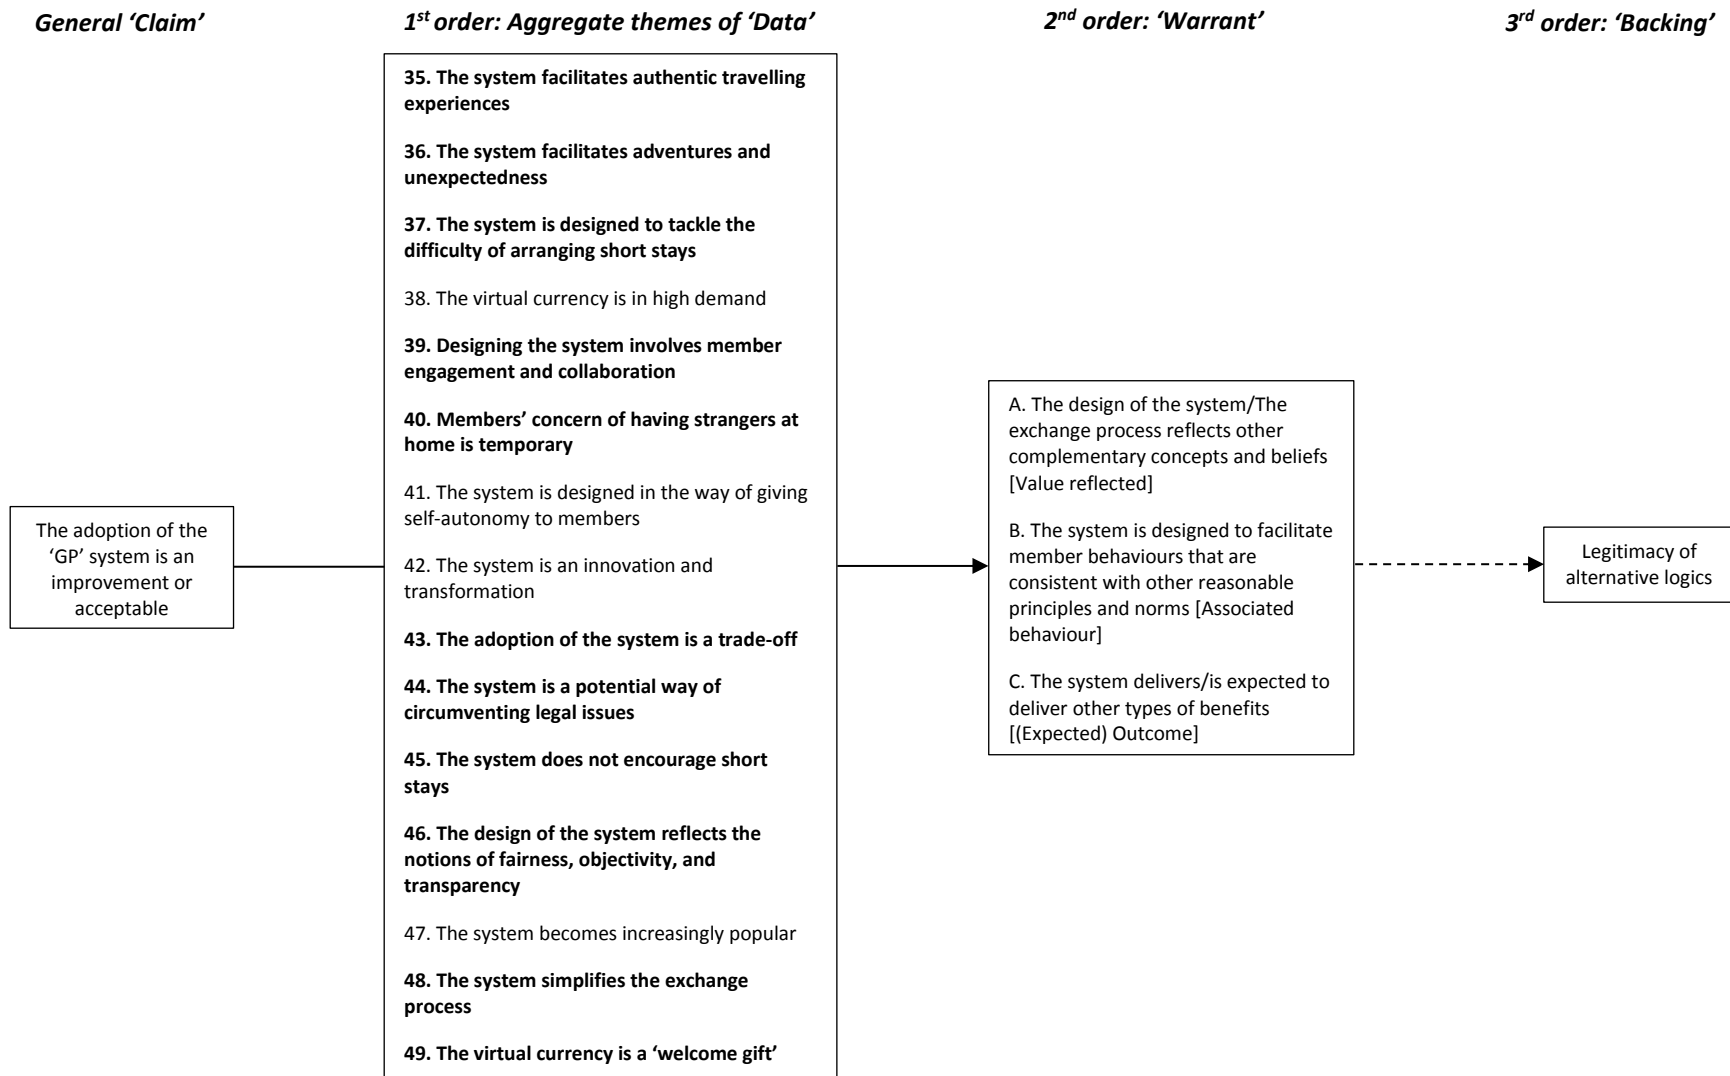 General ‘Claim’
1st order: Aggregate themes of ‘Data’
2nd order: ‘Warrant’
3rd order: ‘Backing’
The adoption of the
‘GP’ system is an
improvement or
acceptable
35. The system facilitates authentic travelling
experiences
36. The system facilitates adventures and
unexpectedness
37. The system is designed to tackle the
difficulty of arranging short stays
38. The virtual currency is in high demand
39. Designing the system involves member
engagement and collaboration
40. Members’ concern of having strangers at
home is temporary
41. The system is designed in the way of giving
self-autonomy to members
42. The system is an innovation and
transformation
43. The adoption of the system is a trade-off
44. The system is a potential way of
circumventing legal issues
45. The system does not encourage short
stays
46. The design of the system reflects the
notions of fairness, objectivity, and
transparency
47. The system becomes increasingly popular
48. The system simplifies the exchange
process
49. The virtual currency is a ‘welcome gift’
A. The design of the system/The
exchange process reflects other
complementary concepts and beliefs
[Value reflected]
B. The system is designed to facilitate
member behaviours that are
consistent with other reasonable
principles and norms [Associated
behaviour]
C. The system delivers/is expected to
deliver other types of benefits
[(Expected) Outcome]
Legitimacy of
alternative logics